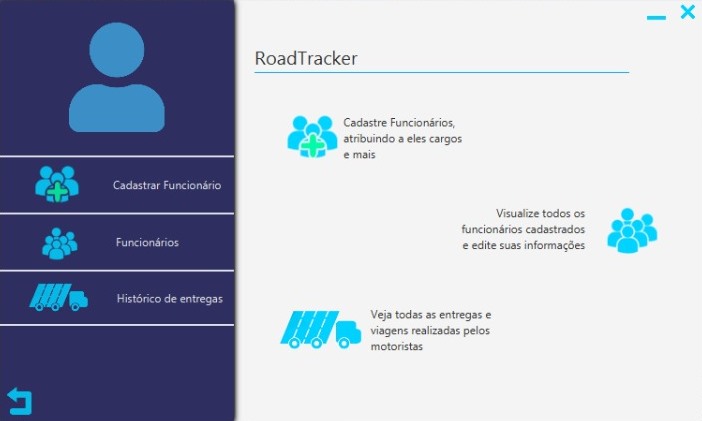 RoadTracker
Cadastre Funcionários,
atribuindo a eles cargos
e mais
Cadastrar Funcionário
Visualize todos os
funcionários cadastrados
e edite suas informações
Funcionários
Histórico de entregas
Veja todas as entregas e
viagens realizadas pelos
motoristas